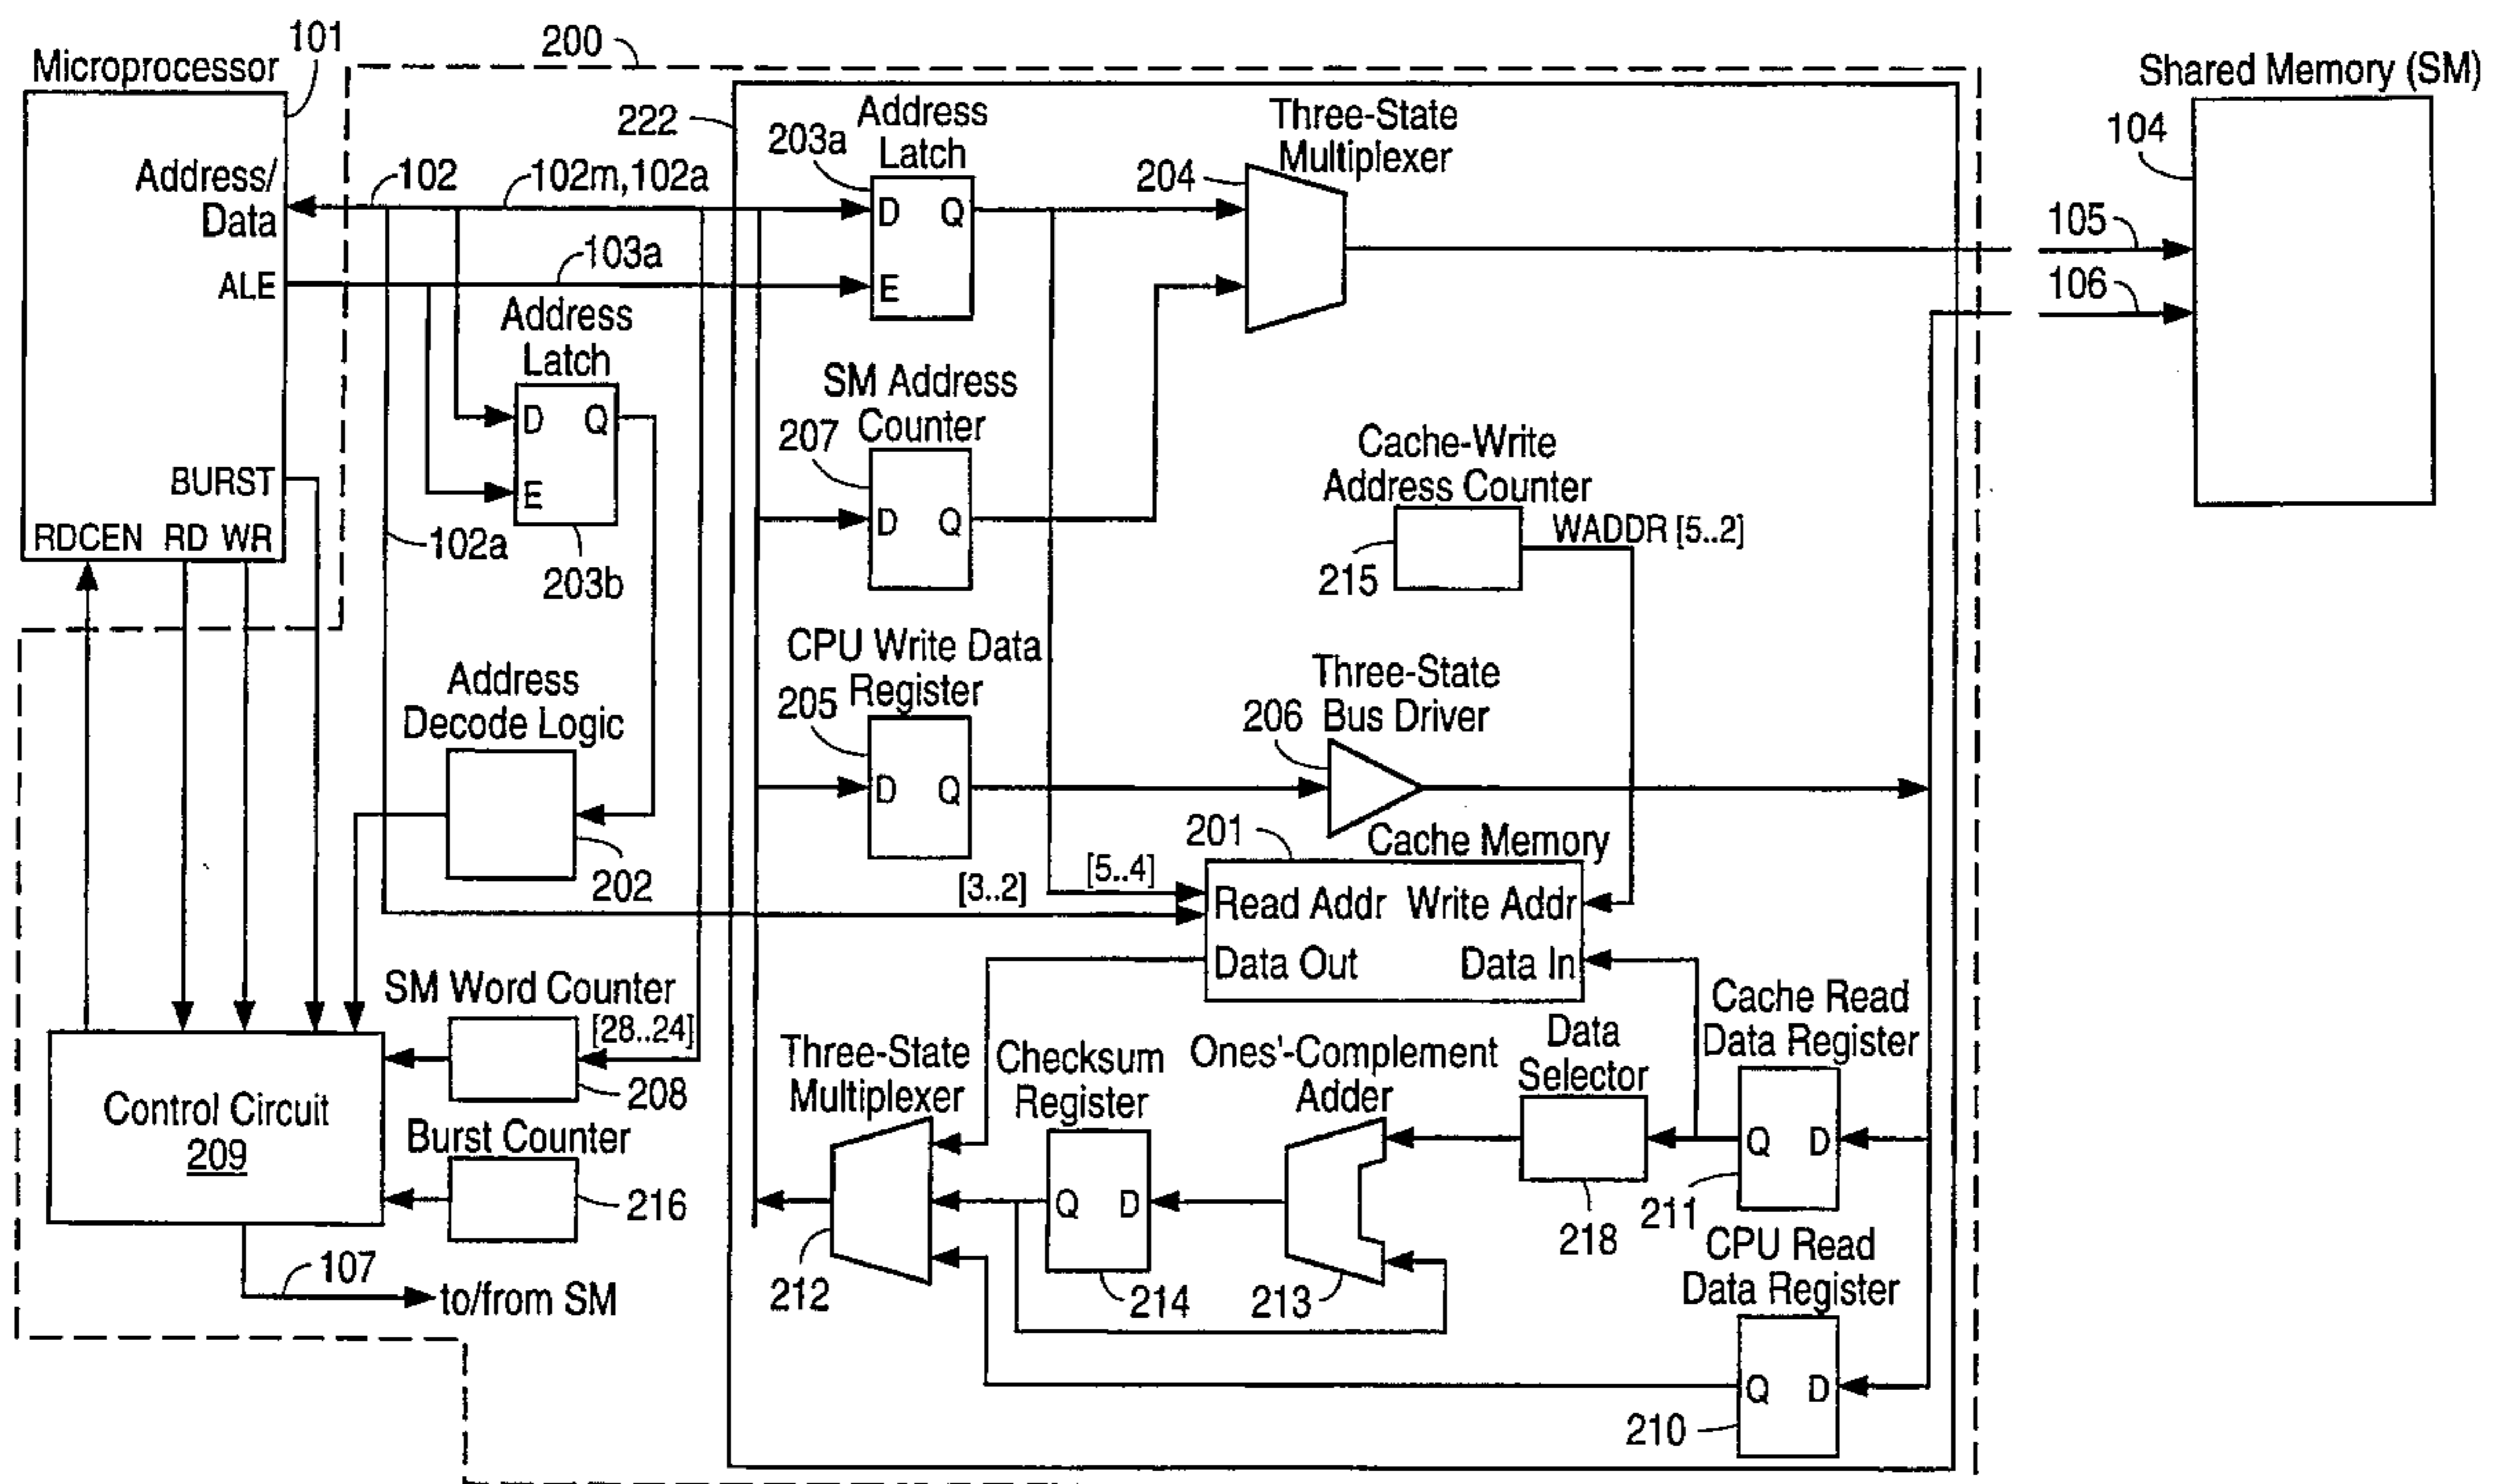 101
Microprocessor
200
Shared Memory (SM)
222
203a
Address
Latch
Three-State
Multiplexer
104
Address/
Data
102
102m,102a
D Q
204
105
103a
ALE
E
106
Address
Latch
SM Address
Counter
D Q
207
Cache-Write
Address Counter
BURST
E
D Q
WADDR [5..2]
RDCEN RD WR
102a
203b
215
CPU Write Data
Register
205
Three-State
Bus Driver
206
Address
Decode Logic
D Q
201
Cache Memory
[5..4]
202
[3..2]
Read Addr Write Addr
Data Out Data In
SM Word Counter
[28..24]
Cache Read
Data Register
Data
Selector
Three-State
Multiplexer
Checksum
Register
Ones'-Complement
Adder
208
Control Circuit
209
Burst Counter
Q D
216
Q D
211
218
CPU Read
Data Register
107
212
214
213
to/from SM
Q D
210